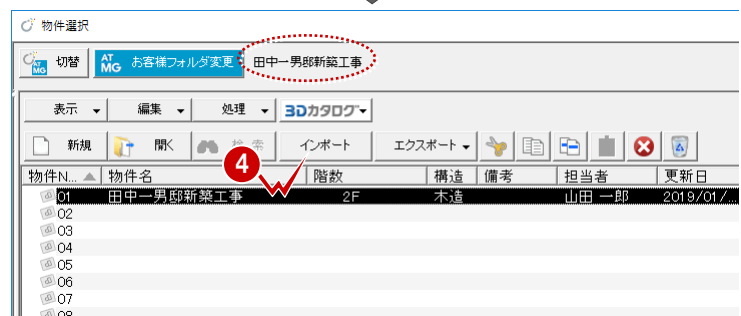 物件選択
AT MG 切替 AT MG お客様フォルダ変更 田中一男邸新築工事
表示 編集 処理 3Dカタログ
新規 開く 検索 インポート エクスポート
4
物件N... 物件名 階数 構造 備考 担当者 更新日
01 田中一男邸新築工事 2F 木造 山田 一郎 2019/01/...
02
03
04
05
06
07
08